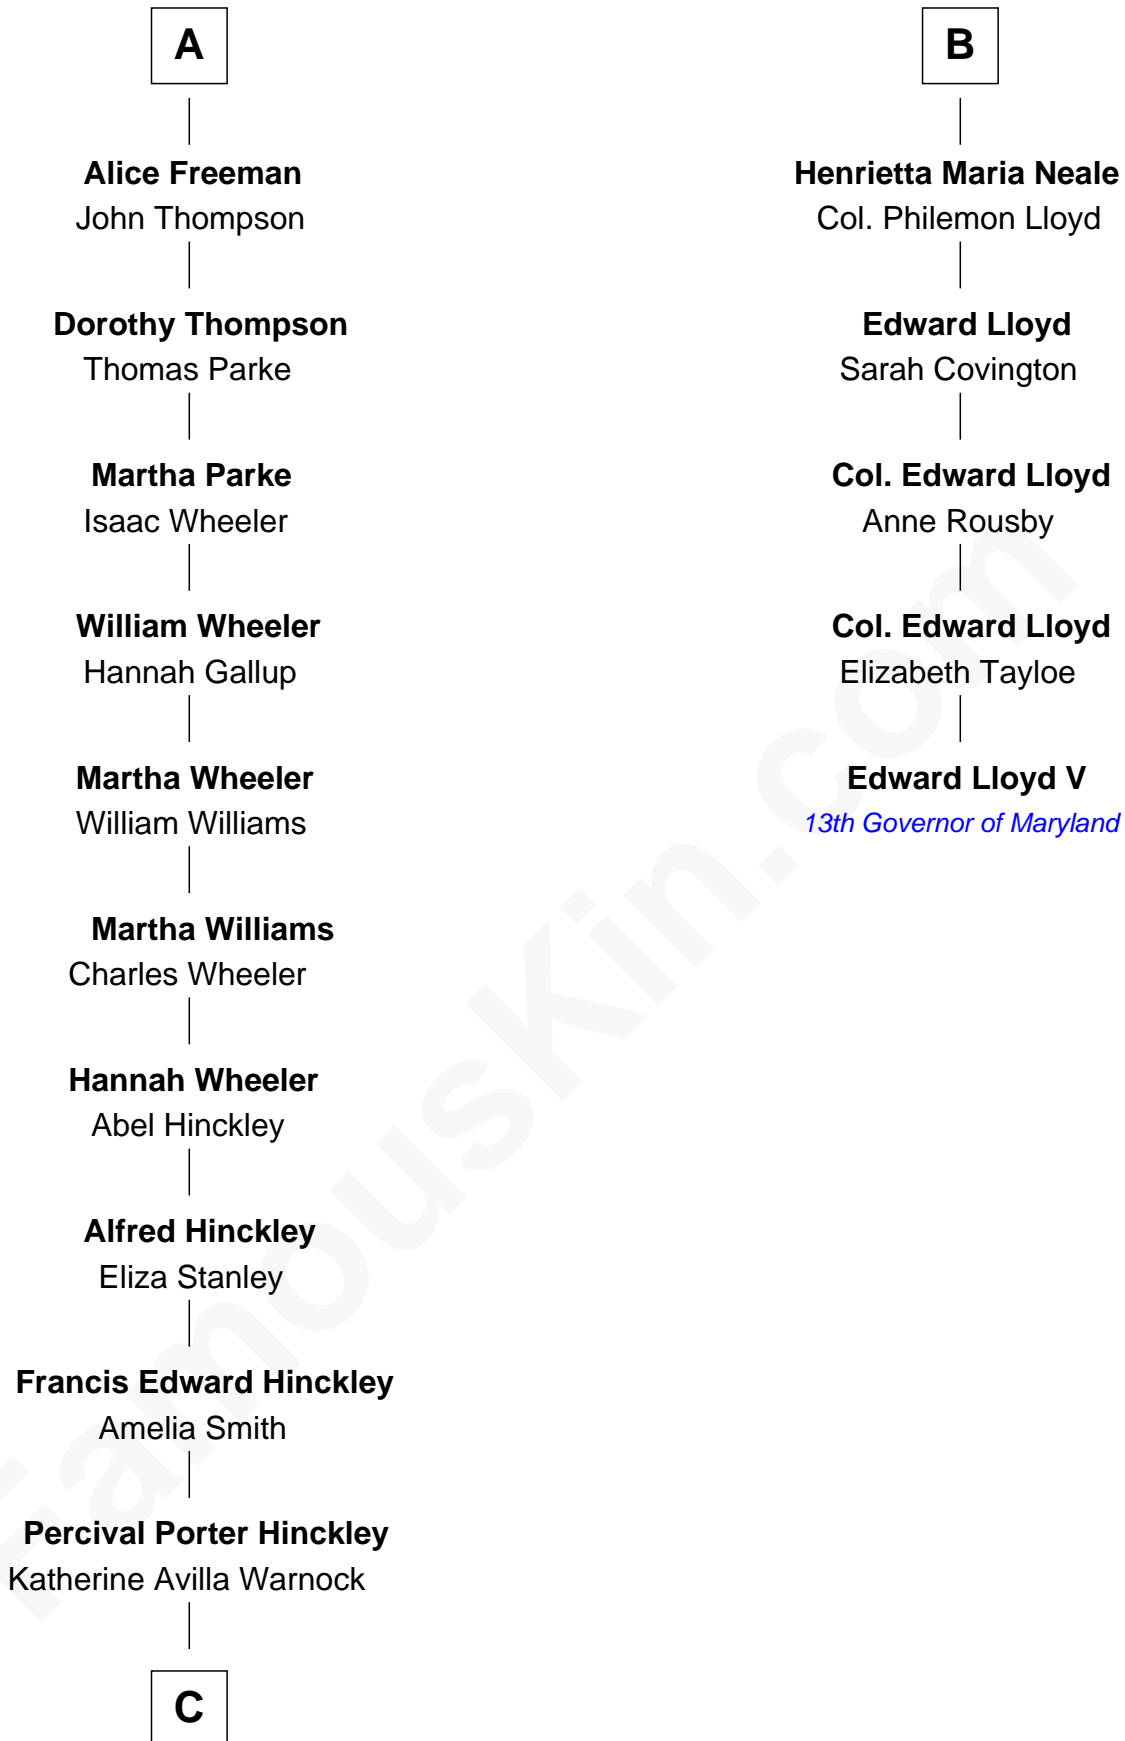 A
Alice Freeman
John Thompson
Dorothy Thompson
Thomas Parke
Martha Parke
Isaac Wheeler
William Wheeler
Hannah Gallup
Martha Wheeler
William Williams
Martha Williams
Charles Wheeler
Hannah Wheeler
Abel Hinckley
Alfred Hinckley
Eliza Stanley
Francis Edward Hinckley
Amelia Smith
Percival Porter Hinckley
Katherine Avilla Warnock
C
B
Henrietta Maria Neale
Col. Philemon Lloyd
Edward Lloyd
Sarah Covington
Col. Edward Lloyd
Anne Rousby
Col. Edward Lloyd
Elizabeth Tayloe
Edward Lloyd V
13th Governor of Maryland
FamousKin.com